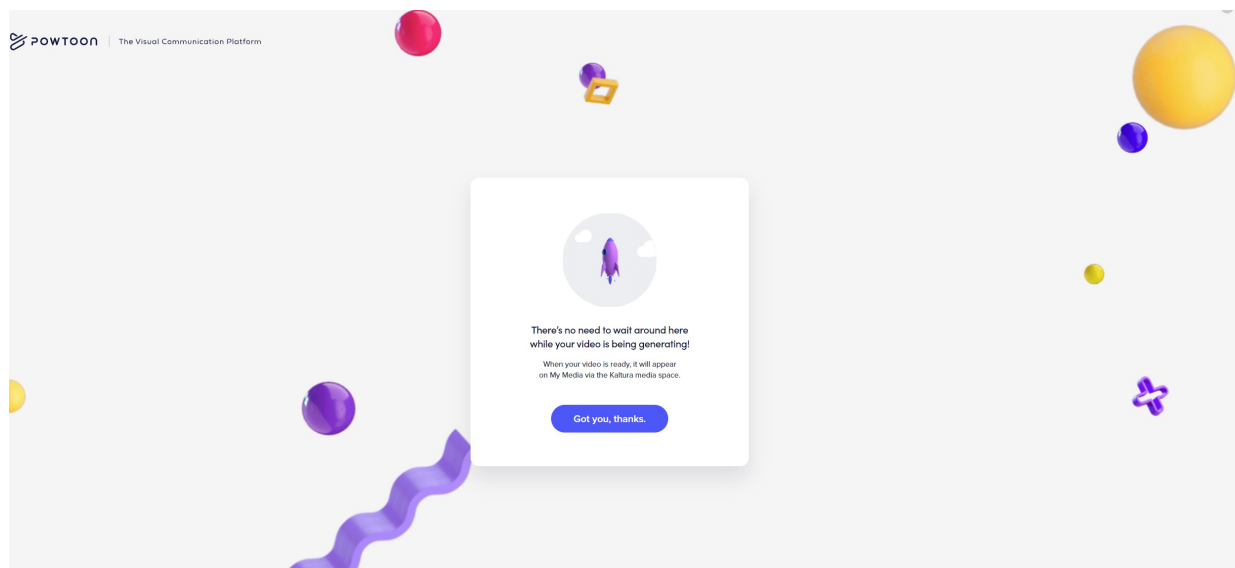 POWTOON
The Visual Communication Platform
There's no need to wait around here
while your video is being generating!
When your video is ready, it will appear
on My Media via the Kaltura media space.
Got you, thanks.